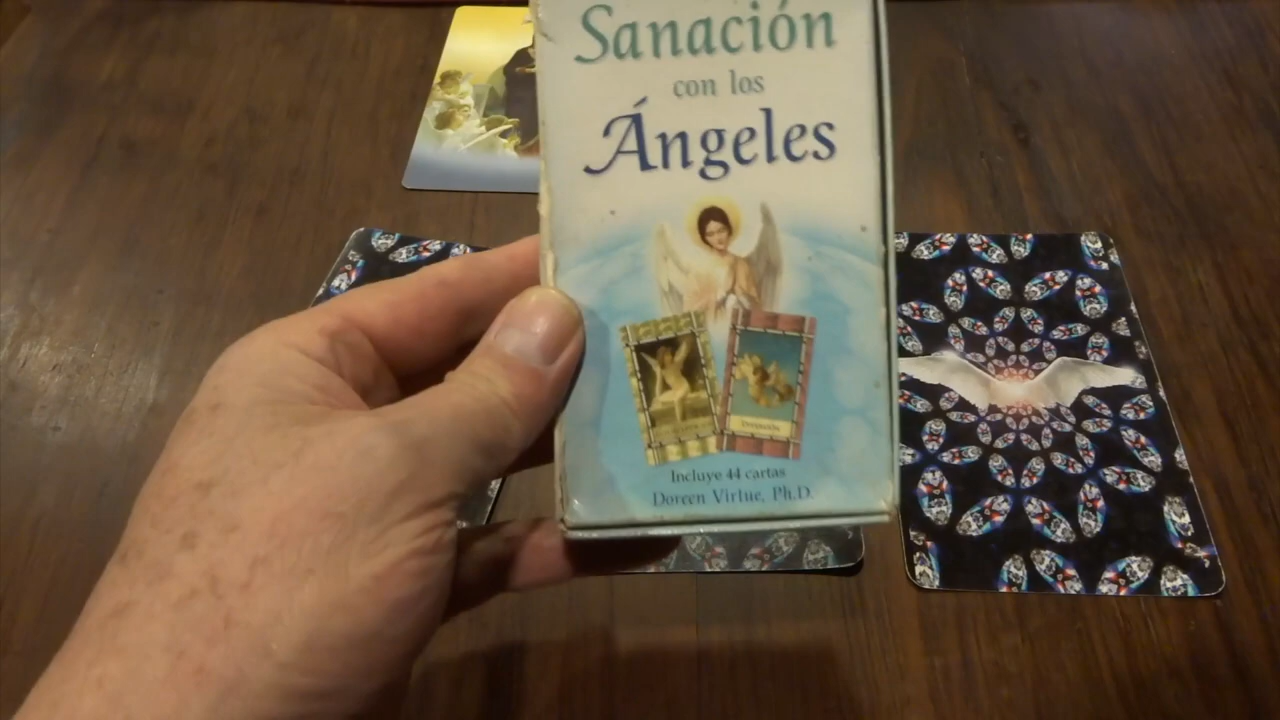 Sanación
con los
Ángeles
Incluye 44 cartas
Doreen Virtue, Ph.D.